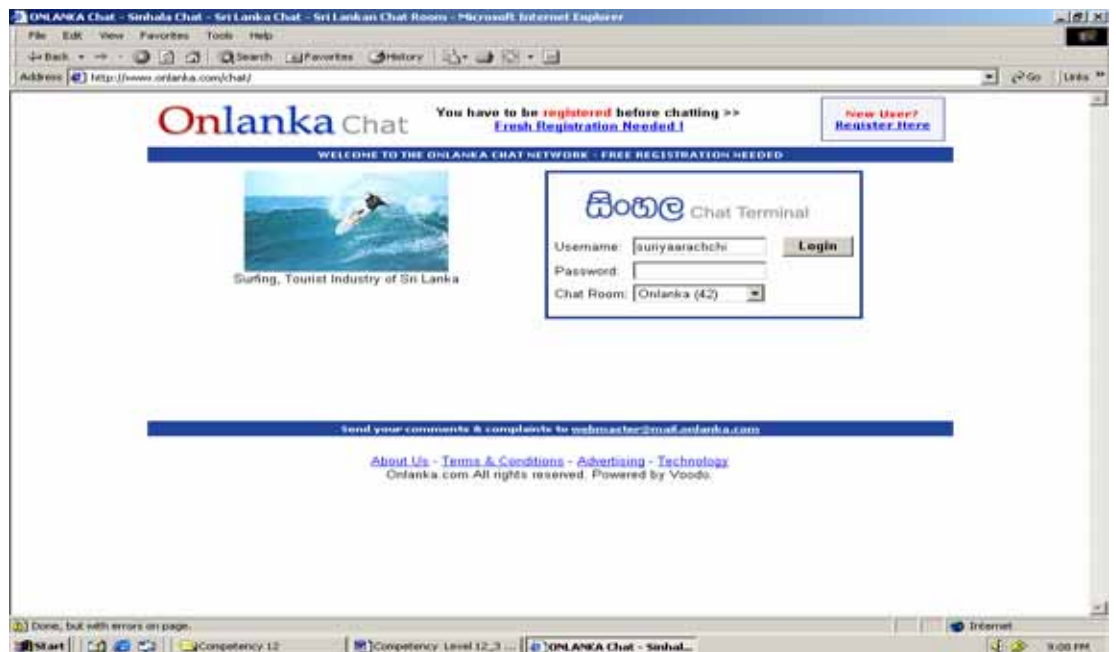 ONLANKA Chat - Sinhala Chat - Sri Lanka Chat - Sri Lankan Chat Room - Microsoft Internet Explorer
File Edit View Favorites Tools Help
Back Search Favorites History
Address http://www.onlanka.com/chat/ Go Links
Onlanka Chat
You have to be registered before chatting >>
Fresh Registration Needed !
New User?
Register Here
WELCOME TO THE ONLANKA CHAT NETWORK - FREE REGISTRATION NEEDED
සිංහල Chat Terminal
Username: suriyaarachchi Login
Password:
Chat Room: Onlanka (42)
Surfing, Tourist Industry of Sri Lanka
Send your comments & complaints to webmaster@mail.onlanka.com
About Us - Terms & Conditions - Advertising - Technology
Onlanka.com All rights reserved. Powered by Voodo.
Done, but with errors on page. Internet
Start Competency 12 Competency Level 12_3 ... ONLANKA Chat - Sinhal... 9:00 PM